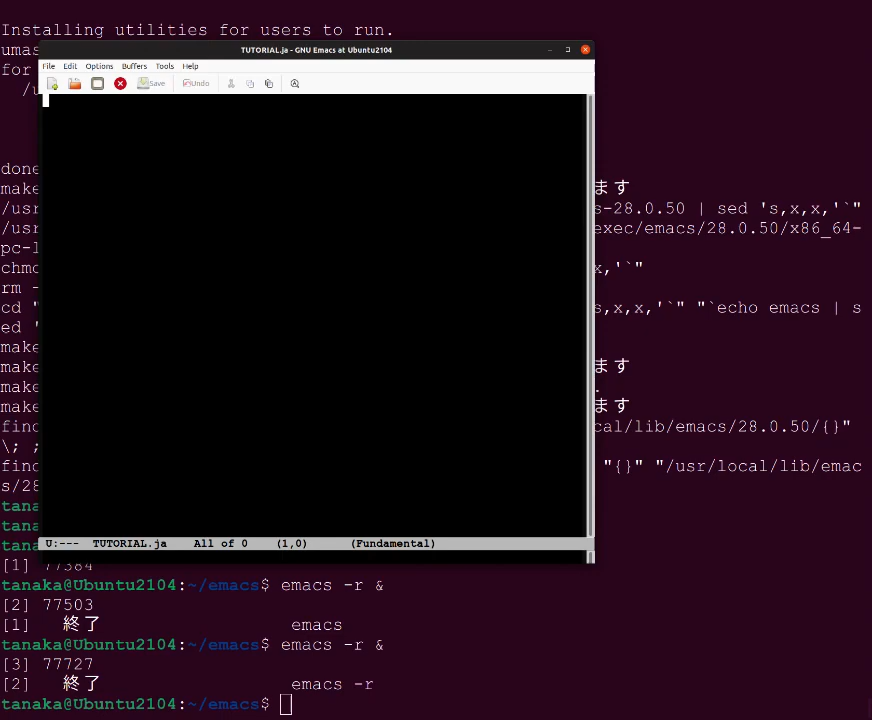 Installing utilities for users to run.
umas
for
/u
TUTORIAL.ja - GNU Emacs at Ubuntu2104
File Edit Options Buffers Tools Help
Save Undo
done
make ます
/usr s-28.0.50 | sed 's,x,x,'`"
/usr exec/emacs/28.0.50/x86_64-
pc-l
chmo x,'`"
rm -
cd " s,x,x,'`" "`echo emacs | s
ed '
make
make ます
make .
make ます
find cal/lib/emacs/28.0.50/{}"
\; ;
find "{}" "/usr/local/lib/emac
s/28
tana
tana
tana
U:--- TUTORIAL.ja All of 0 (1,0) (Fundamental)
[1] 77384
tanaka@Ubuntu2104:~/emacs$ emacs -r &
[2] 77503
[1] 終了 emacs
tanaka@Ubuntu2104:~/emacs$ emacs -r &
[3] 77727
[2] 終了 emacs -r
tanaka@Ubuntu2104:~/emacs$